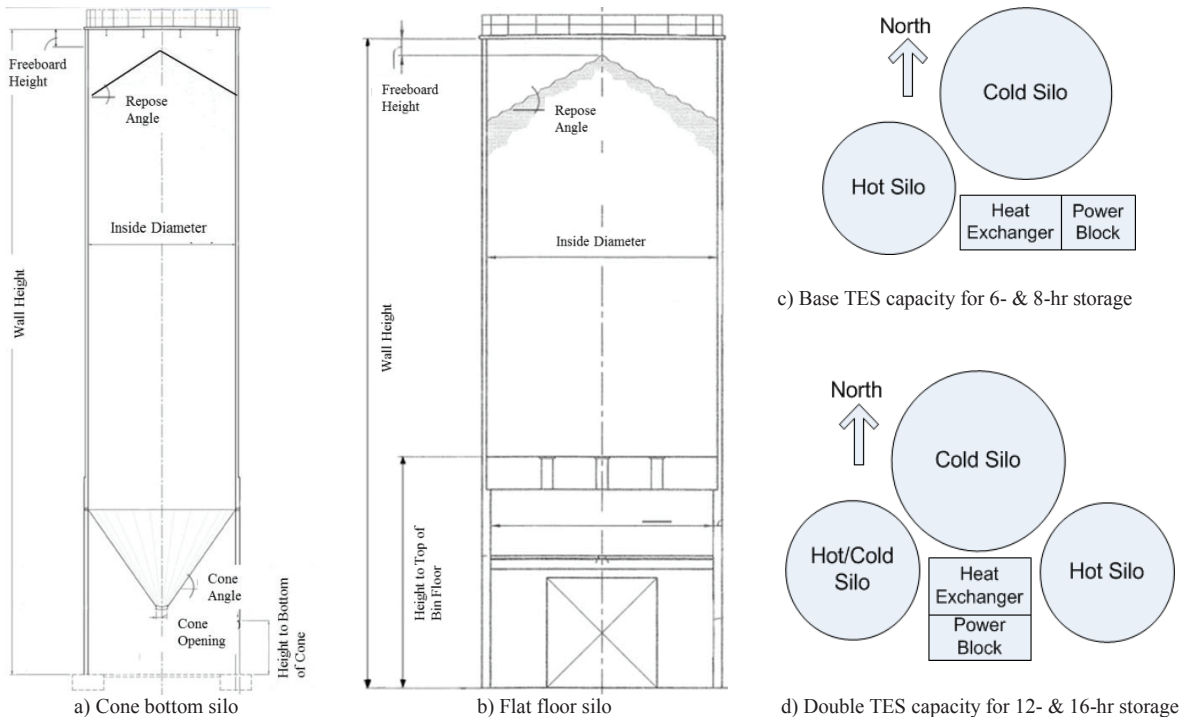 Freeboard
Height
Repose
Angle
Inside Diameter
Wall Height
Cone
Angle
Cone
Opening
Height to Bottom
of Cone
a) Cone bottom silo
Freeboard
Height
Repose
Angle
Inside Diameter
Wall Height
Height to Top of
Bin Floor
b) Flat floor silo
North
Cold Silo
Hot Silo
Heat
Exchanger
Power
Block
c) Base TES capacity for 6- & 8-hr storage
North
Cold Silo
Hot/Cold
Silo
Heat
Exchanger
Power
Block
Hot Silo
d) Double TES capacity for 12- & 16-hr storage